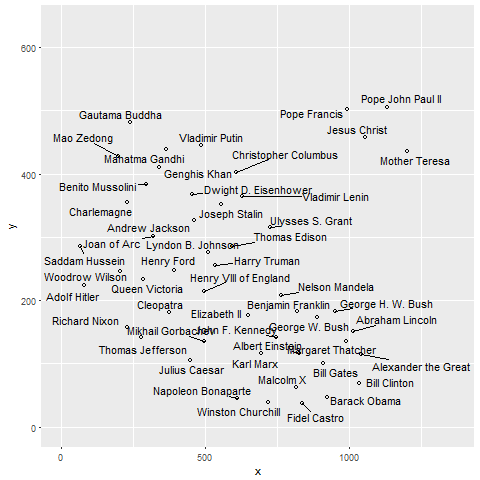 600
400
200
0
y
0
500
1000
x
Pope John Paul II
Pope Francis
Gautama Buddha
Jesus Christ
Mao Zedong
Vladimir Putin
Christopher Columbus
Mahatma Gandhi
Mother Teresa
Genghis Khan
Benito Mussolini
Dwight D. Eisenhower
Vladimir Lenin
Charlemagne
Joseph Stalin
Ulysses S. Grant
Andrew Jackson
Thomas Edison
Joan of Arc
Lyndon B. Johnson
Saddam Hussein
Henry Ford
Harry Truman
Woodrow Wilson
Henry VIII of England
Queen Victoria
Nelson Mandela
Adolf Hitler
Cleopatra
Benjamin Franklin
George H. W. Bush
Elizabeth II
Richard Nixon
Abraham Lincoln
Mikhail Gorbachev
John F. Kennedy
George W. Bush
Thomas Jefferson
Albert Einstein
Margaret Thatcher
Karl Marx
Alexander the Great
Julius Caesar
Bill Gates
Malcolm X
Bill Clinton
Napoleon Bonaparte
Barack Obama
Winston Churchill
Fidel Castro